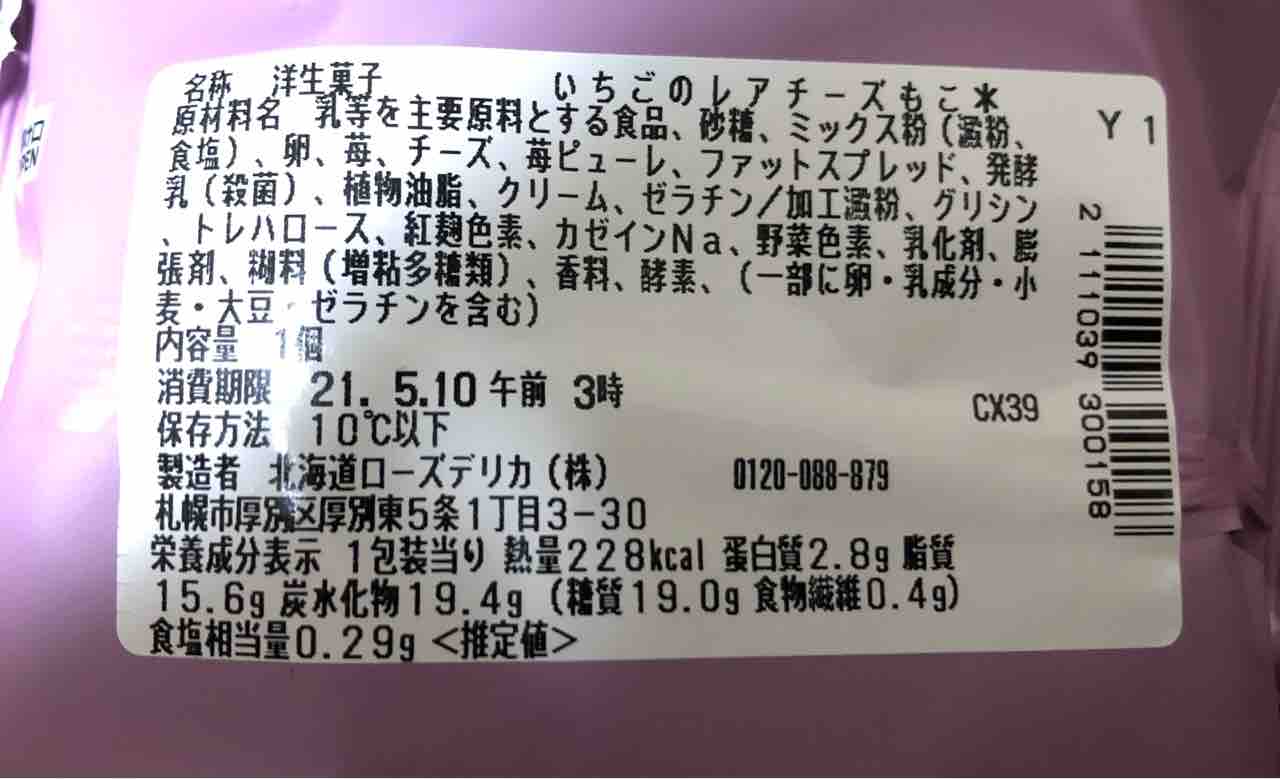 名称 洋生菓子 いちごのレアチーズもこ*
原材料名 乳等を主要原料とする食品、砂糖、ミックス粉(澱粉、
食塩)、卵、苺、チーズ、苺ピューレ、ファットスプレッド、発酵
乳(殺菌)、植物油脂、クリーム、ゼラチン/加工澱粉、グリシン
、トレハロース、紅麹色素、カゼインNa、野菜色素、乳化剤、膨
張剤、糊料(増粘多糖類)、香料、酵素、(一部に卵・乳成分・小
麦・大豆・ゼラチンを含む)
内容量 1個
消費期限 21. 5.10 午前 3時
保存方法 10℃以下
製造者 北海道ローズデリカ(株) 0120-088-879
札幌市厚別区厚別東5条1丁目3-30
栄養成分表示 1包装当り 熱量228kcal 蛋白質2.8g 脂質
15.6g 炭水化物19.4g (糖質19.0g 食物繊維0.4g)
食塩相当量0.29g <推定値>
Y 1
CX39
2 111039 300158